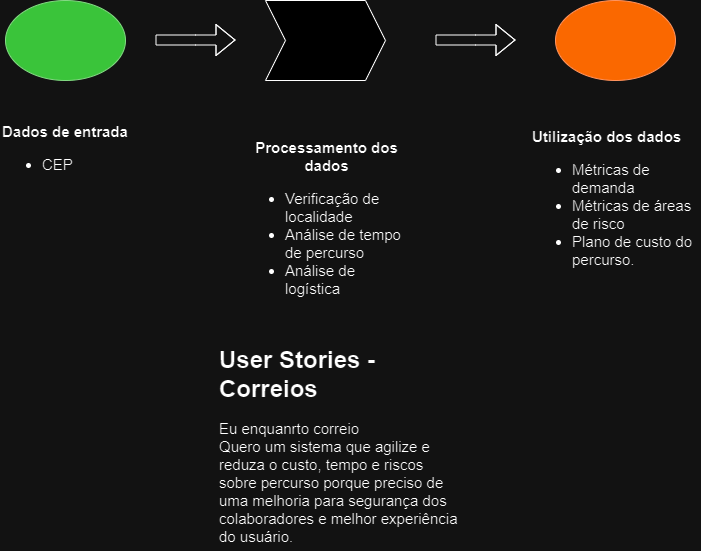 Dados de entrada
CEP
Processamento dos
dados
Verificação de
localidade
Análise de tempo
de percurso
Análise de
logística
Utilização dos dados
Métricas de
demanda
Métricas de áreas
de risco
Plano de custo do
percurso.
User Stories -
Correios
Eu enquanrto correio
Quero um sistema que agilize e
reduza o custo, tempo e riscos
sobre percurso porque preciso de
uma melhoria para segurança dos
colaboradores e melhor experiência
do usuário.